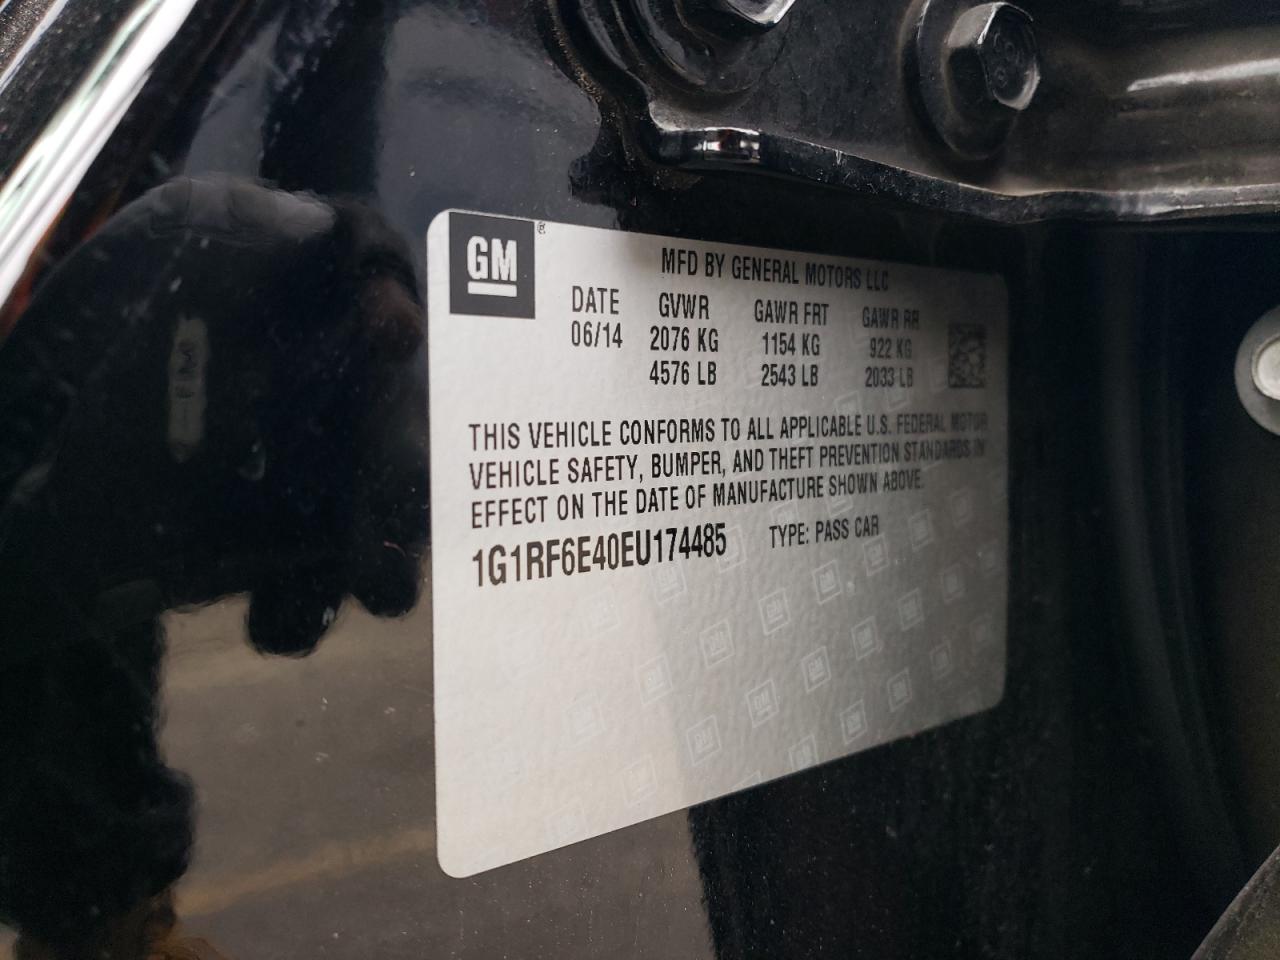 GM ®
MFD BY GENERAL MOTORS LLC
DATE GVWR GAWR FRT GAWR RR
06/14 2076 KG 1154 KG 922 KG
4576 LB 2543 LB 2033 LB
THIS VEHICLE CONFORMS TO ALL APPLICABLE U.S. FEDERAL MOTOR
VEHICLE SAFETY, BUMPER, AND THEFT PREVENTION STANDARDS IN
EFFECT ON THE DATE OF MANUFACTURE SHOWN ABOVE.
1G1RF6E40EU174485 TYPE: PASS CAR